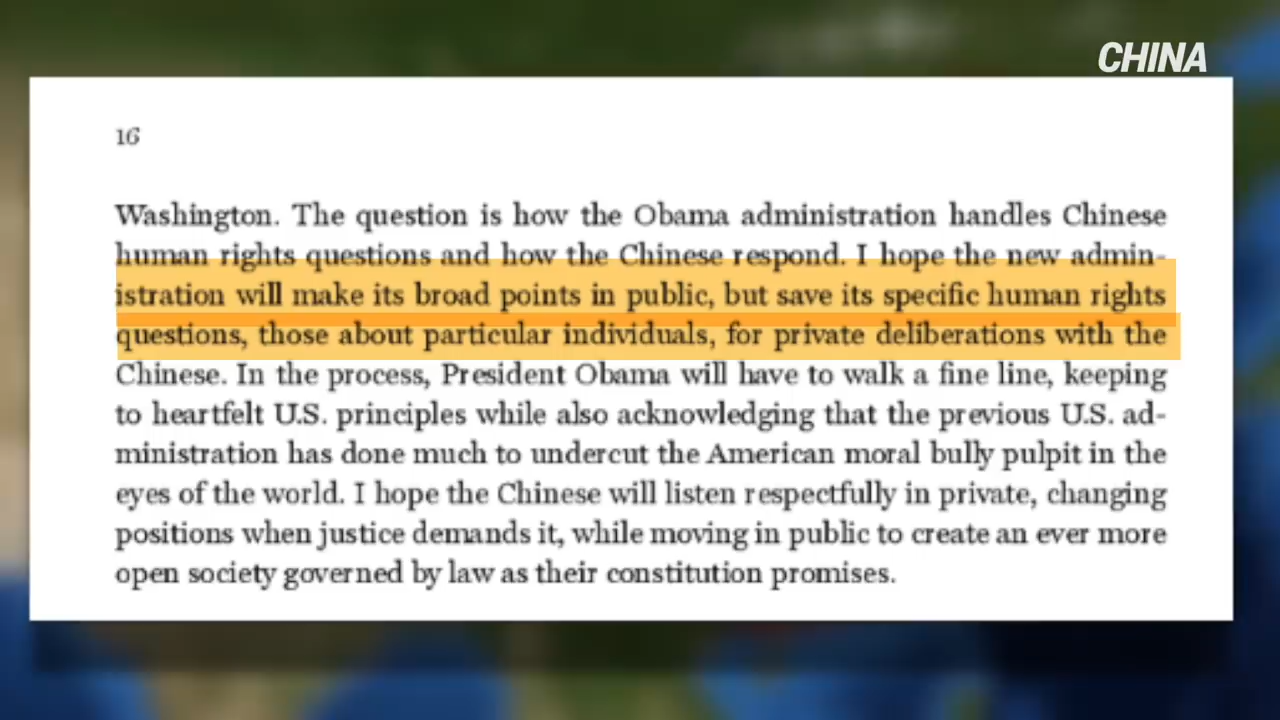 CHINA
16
Washington. The question is how the Obama administration handles Chinese
human rights questions and how the Chinese respond. I hope the new admin-
istration will make its broad points in public, but save its specific human rights
questions, those about particular individuals, for private deliberations with the
Chinese. In the process, President Obama will have to walk a fine line, keeping
to heartfelt U.S. principles while also acknowledging that the previous U.S. ad-
ministration has done much to undercut the American moral bully pulpit in the
eyes of the world. I hope the Chinese will listen respectfully in private, changing
positions when justice demands it, while moving in public to create an ever more
open society governed by law as their constitution promises.